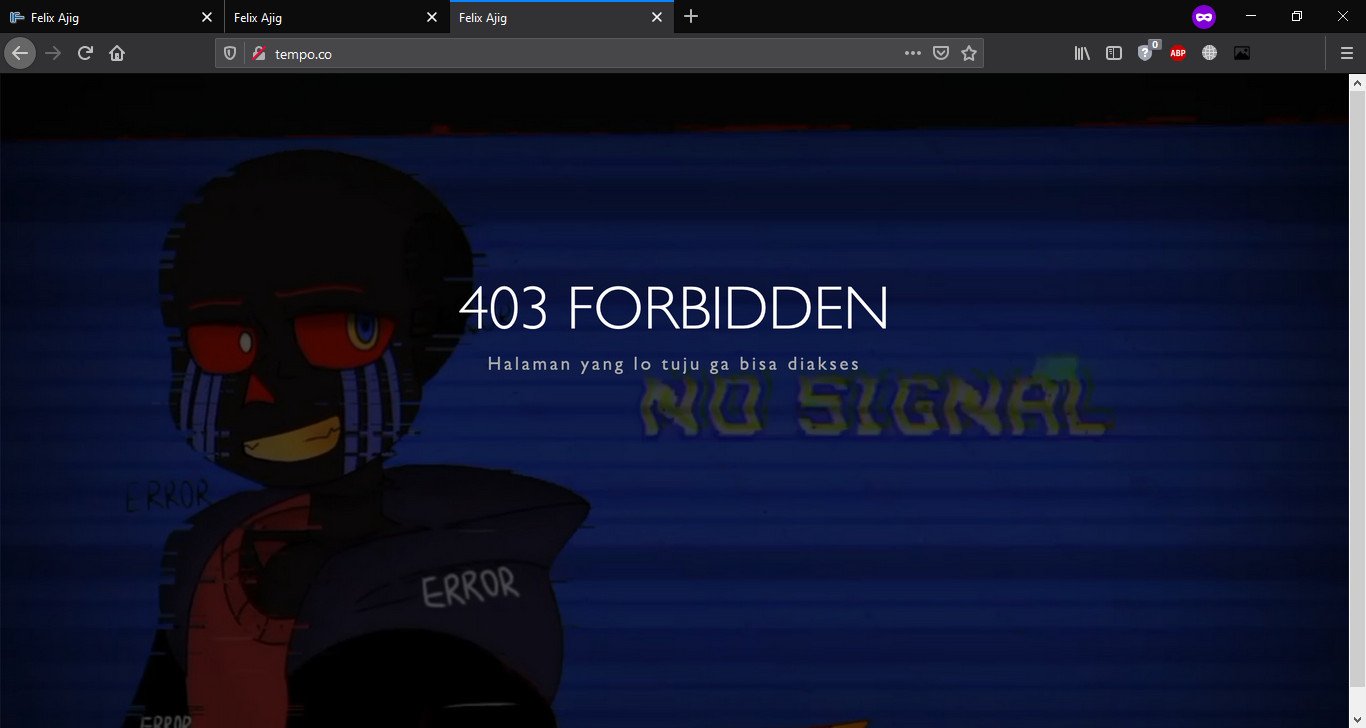 Felix Ajig
Felix Ajig
Felix Ajig
tempo.co
0
ABP
403 FORBIDDEN
Halaman yang lo tuju ga bisa diakses
NO SIGNAL
ERROR
ERROR
ERROR